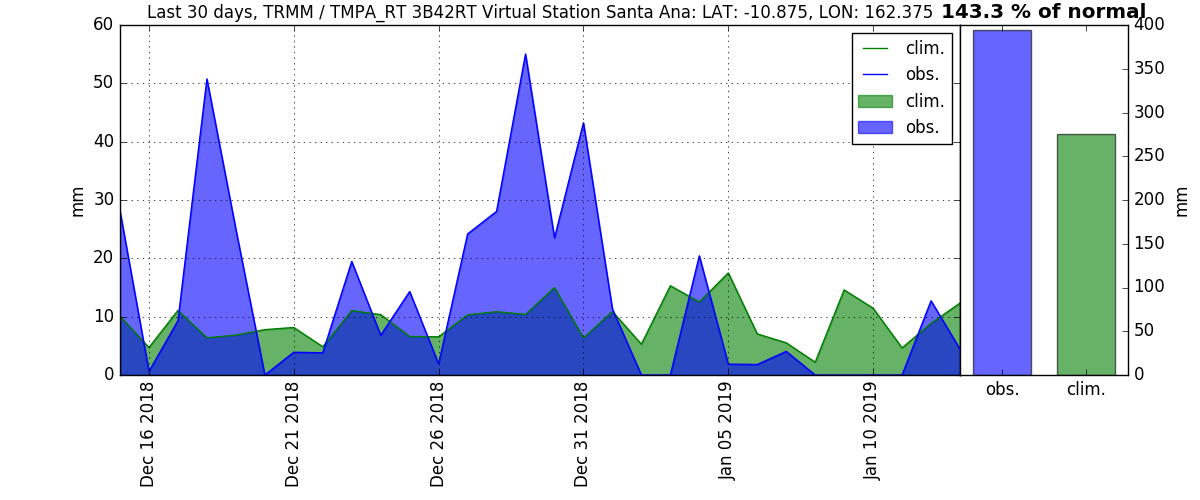 Last 30 days, TRMM / TMPA_RT 3B42RT Virtual Station Santa Ana: LAT: -10.875, LON: 162.375 143.3 % of normal
60
50
40
30
20
10
0
mm
clim.
obs.
clim.
obs.
400
350
300
250
200
150
100
50
0
mm
obs.
clim.
Dec 16 2018
Dec 21 2018
Dec 26 2018
Dec 31 2018
Jan 05 2019
Jan 10 2019